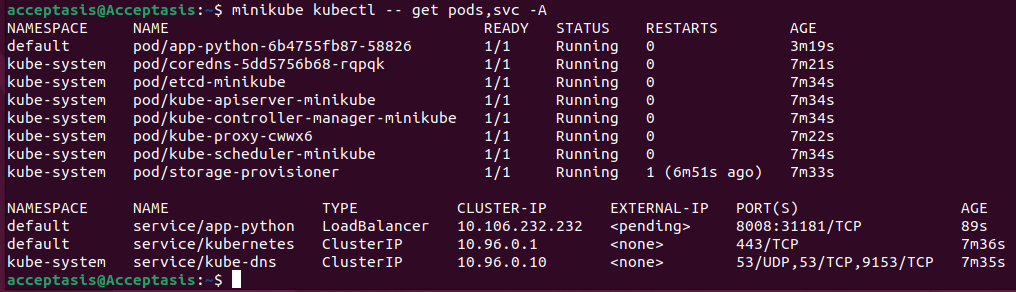 acceptasis@Acceptasis:~$ minikube kubectl -- get pods,svc -A
NAMESPACE NAME READY STATUS RESTARTS AGE
default pod/app-python-6b4755fb87-58826 1/1 Running 0 3m19s
kube-system pod/coredns-5dd5756b68-rqpqk 1/1 Running 0 7m21s
kube-system pod/etcd-minikube 1/1 Running 0 7m34s
kube-system pod/kube-apiserver-minikube 1/1 Running 0 7m34s
kube-system pod/kube-controller-manager-minikube 1/1 Running 0 7m34s
kube-system pod/kube-proxy-cwwx6 1/1 Running 0 7m22s
kube-system pod/kube-scheduler-minikube 1/1 Running 0 7m34s
kube-system pod/storage-provisioner 1/1 Running 1 (6m51s ago) 7m33s
NAMESPACE NAME TYPE CLUSTER-IP EXTERNAL-IP PORT(S) AGE
default service/app-python LoadBalancer 10.106.232.232 <pending> 8008:31181/TCP 89s
default service/kubernetes ClusterIP 10.96.0.1 <none> 443/TCP 7m36s
kube-system service/kube-dns ClusterIP 10.96.0.10 <none> 53/UDP,53/TCP,9153/TCP 7m35s
acceptasis@Acceptasis:~$